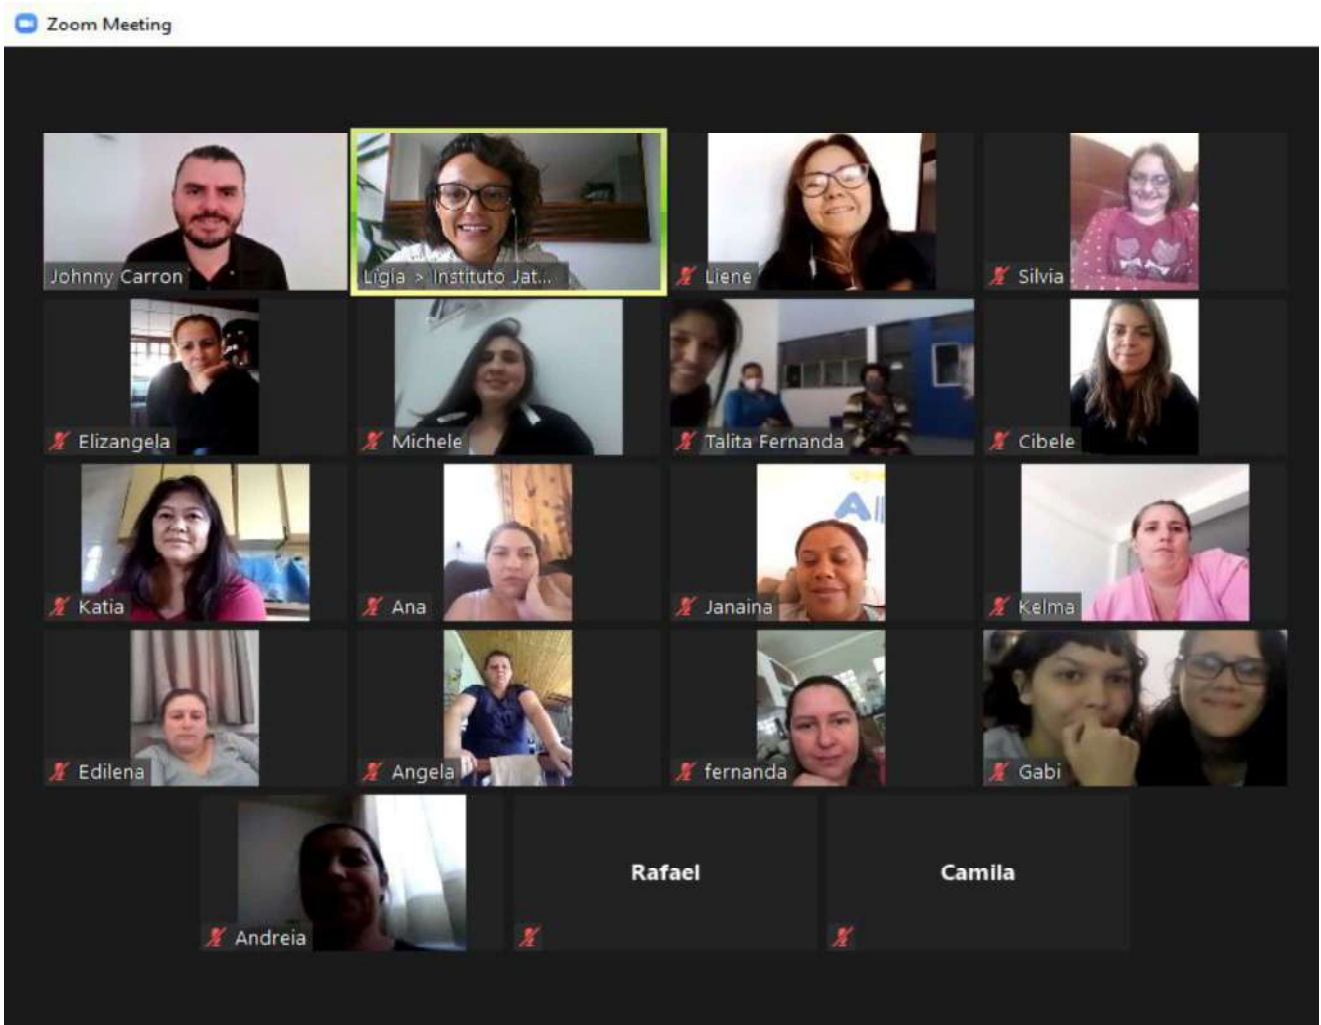 Zoom Meeting
Johnny Carron
Ligia > Instituto Jat...
Liene
Silvia
Elizangela
Michele
Talita Fernanda
Cibele
Katia
Ana
Janaina
Kelma
Edilena
Angela
fernanda
Gabi
Andreia
Rafael
Camila